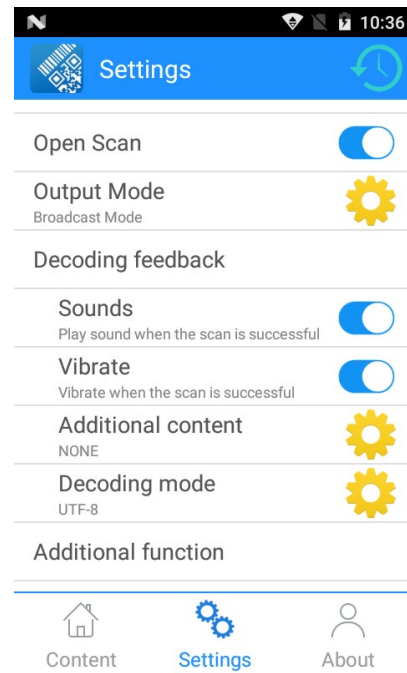 10:36
Settings
Open Scan
Output Mode
Broadcast Mode
Decoding feedback
Sounds
Play sound when the scan is successful
Vibrate
Vibrate when the scan is successful
Additional content
NONE
Decoding mode
UTF-8
Additional function
Content Settings About